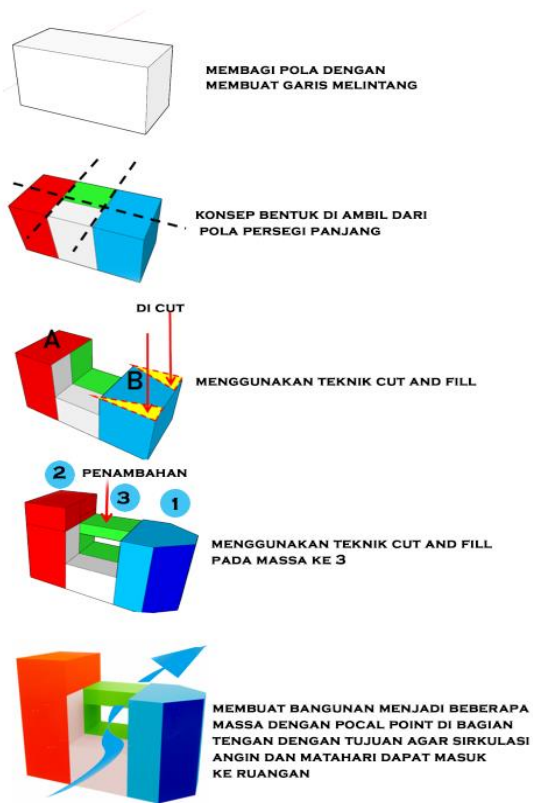 MEMBAGI POLA DENGAN
MEMBUAT GARIS MELINTANG
KONSEP BENTUK DI AMBIL DARI
POLA PERSEGI PANJANG
DI CUT
A
B
MENGGUNAKAN TEKNIK CUT AND FILL
2
PENAMBAHAN
3
1
MENGGUNAKAN TEKNIK CUT AND FILL
PADA MASSA KE 3
MEMBUAT BANGUNAN MENJADI BEBERAPA
MASSA DENGAN POCAL POINT DI BAGIAN
TENGAN DENGAN TUJUAN AGAR SIRKULASI
ANGIN DAN MATAHARI DAPAT MASUK
KE RUANGAN